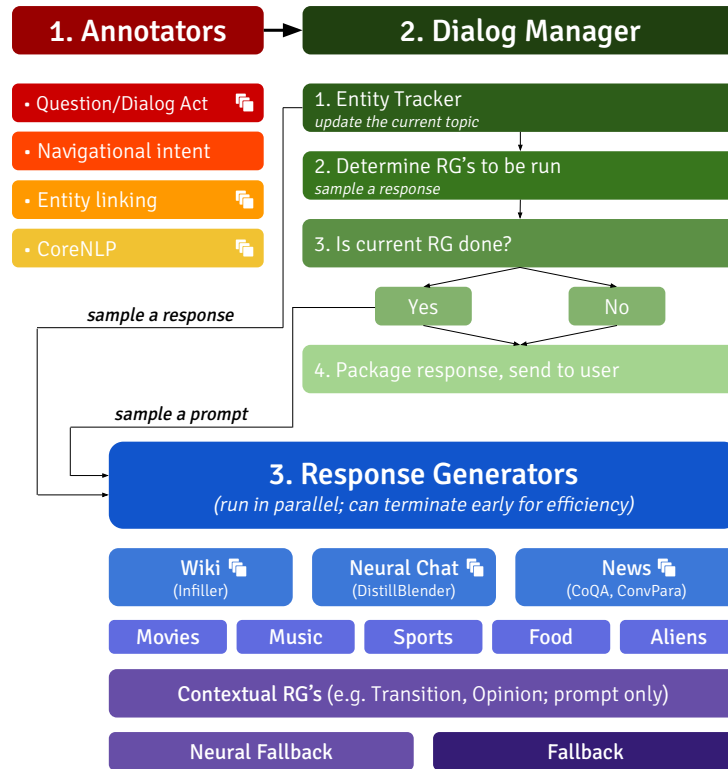 1. Annotators
2. Dialog Manager
• Question/Dialog Act
• Navigational intent
• Entity linking
• CoreNLP
1. Entity Tracker
update the current topic
2. Determine RG's to be run
sample a response
3. Is current RG done?
Yes
No
4. Package response, send to user
sample a response
sample a prompt
3. Response Generators
(run in parallel; can terminate early for efficiency)
Wiki
(Infiller)
Neural Chat
(DistillBlender)
News
(CoQA, ConvPara)
Movies
Music
Sports
Food
Aliens
Contextual RG's (e.g. Transition, Opinion; prompt only)
Neural Fallback
Fallback